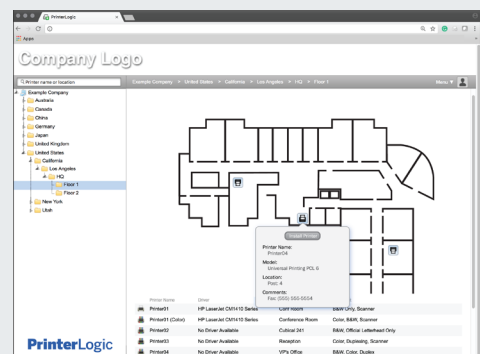 PrinterLogic
Apps
Company Logo
Printer name or location
Example Company > United States > California > Los Angeles > HQ > Floor 1
Menu
Example Company
Australia
Canada
China
Germany
Japan
United Kingdom
United States
California
Los Angeles
HQ
Floor 1
Floor 2
New York
Utah
Install Printer
Printer Name:
Printer04
Model:
Universal Printing PCL 6
Location:
Comments:
Fax: (555) 555-5554
Printer Name Driver
Printer01 HP LaserJet CM1410 Series Conf Room B&W Only, Scanner
Printer01 (Color) HP LaserJet CM1410 Series Conference Room Color, B&W, Scanner
Printer02 No Driver Available Cubical 241 B&W, Official Letterhead Only
Printer03 No Driver Available Reception Color, Duplexing, Scanner
Printer04 No Driver Available VP's Office B&W, Color, Duplex
PrinterLogic